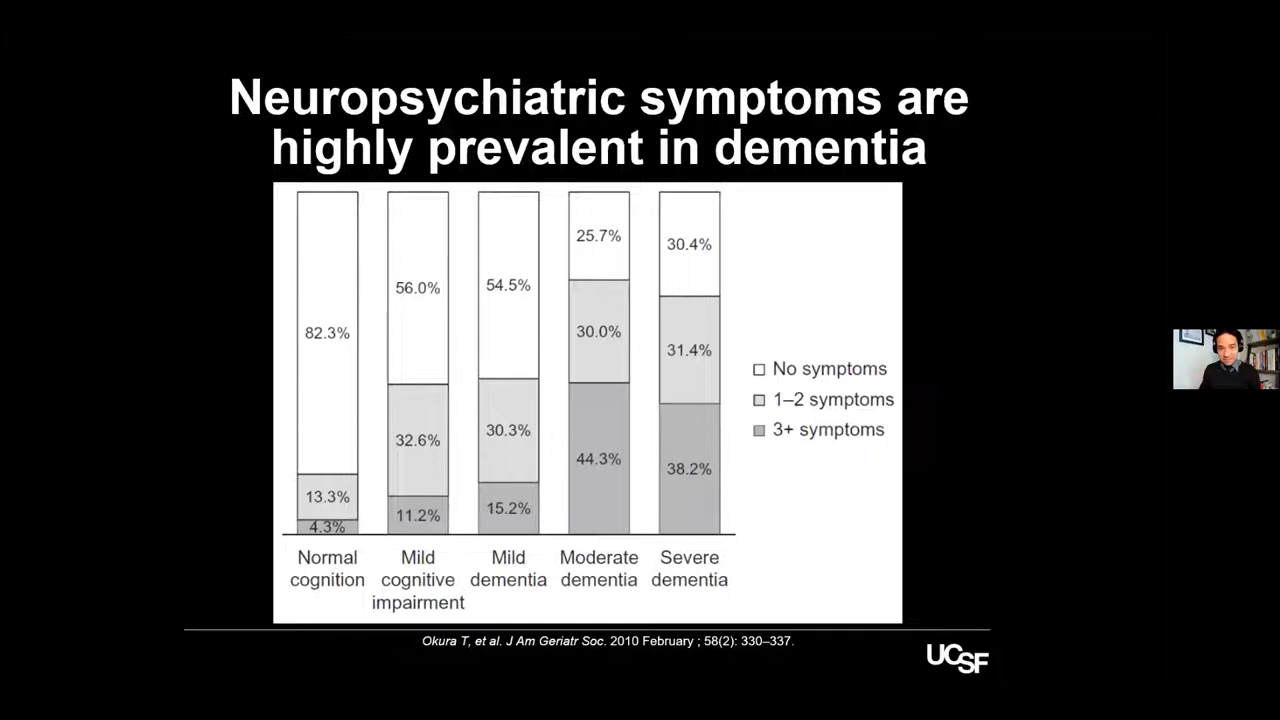 Neuropsychiatric symptoms are
highly prevalent in dementia
82.3%
13.3%
4.3%
56.0%
32.6%
11.2%
54.5%
30.3%
15.2%
25.7%
30.0%
44.3%
30.4%
31.4%
38.2%
No symptoms
1–2 symptoms
3+ symptoms
Normal
cognition
Mild
cognitive
impairment
Mild
dementia
Moderate
dementia
Severe
dementia
Okura T, et al. J Am Geriatr Soc. 2010 February ; 58(2): 330–337.
UCSF